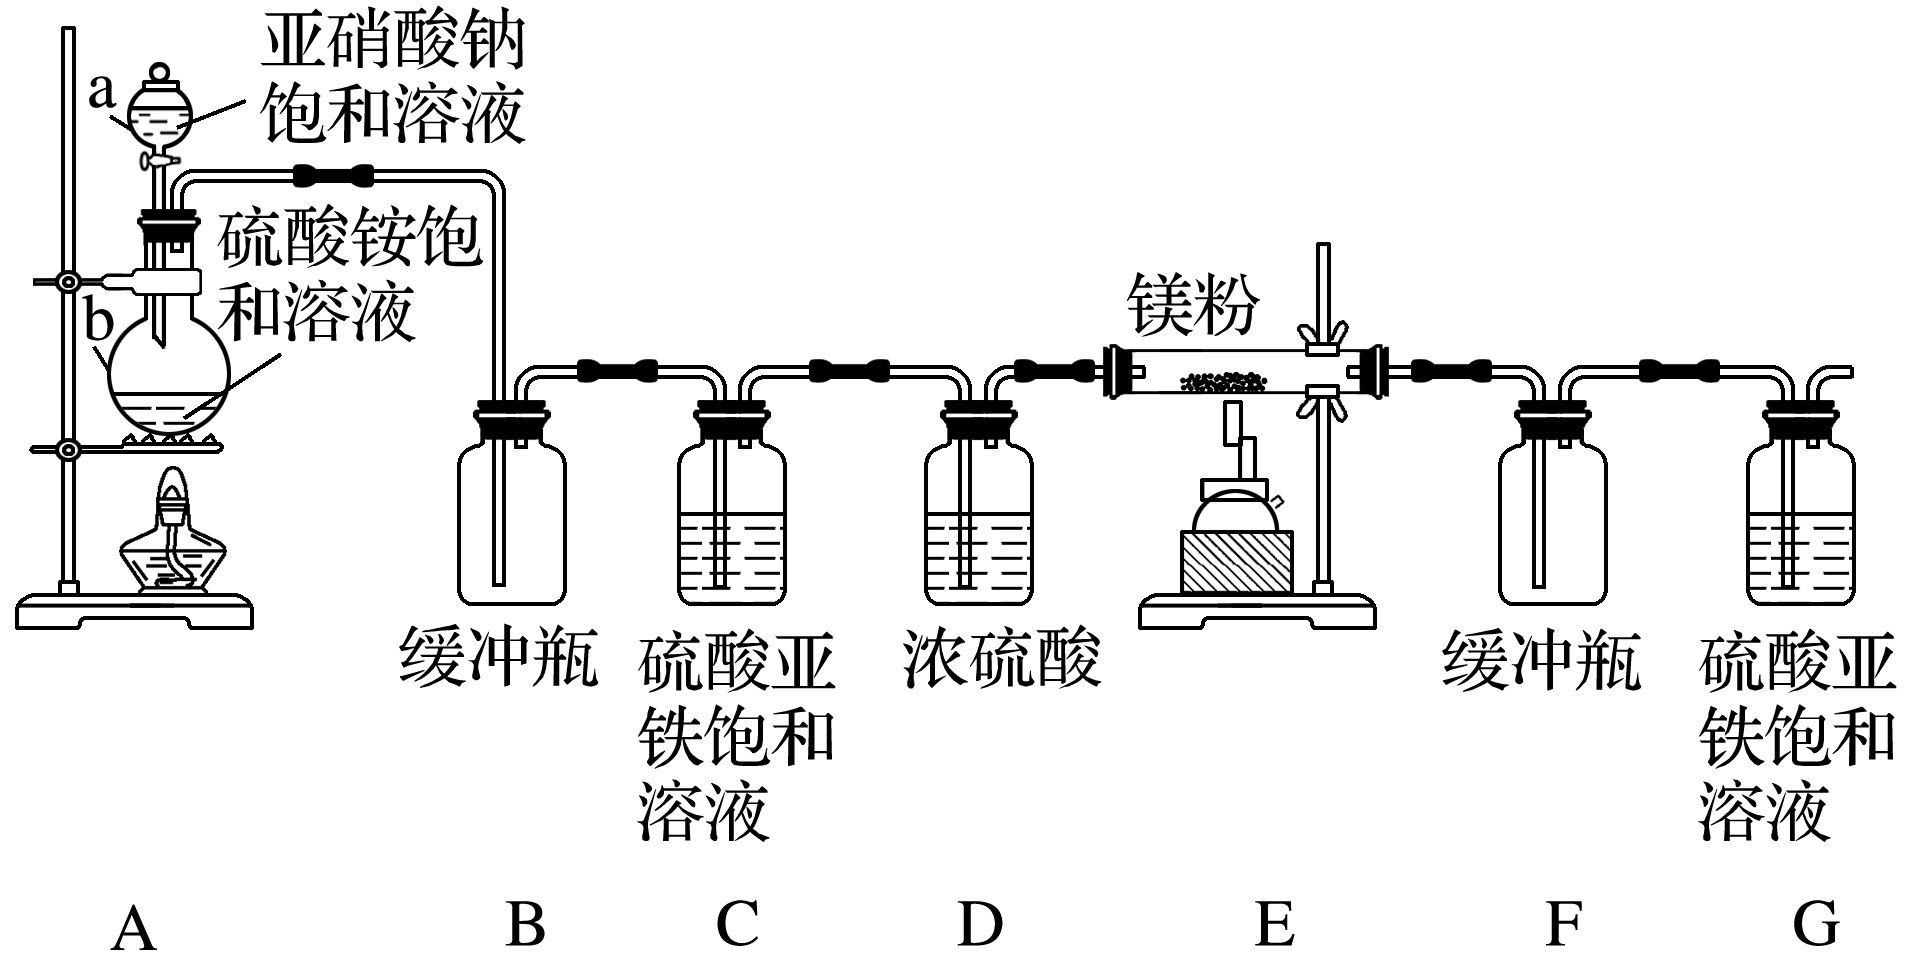 亚硝酸钠
饱和溶液
a
硫酸铵饱
和溶液
b
镁粉
缓冲瓶
硫酸亚
铁饱和
溶液
浓硫酸
缓冲瓶
硫酸亚
铁饱和
溶液
A
B
C
D
E
F
G